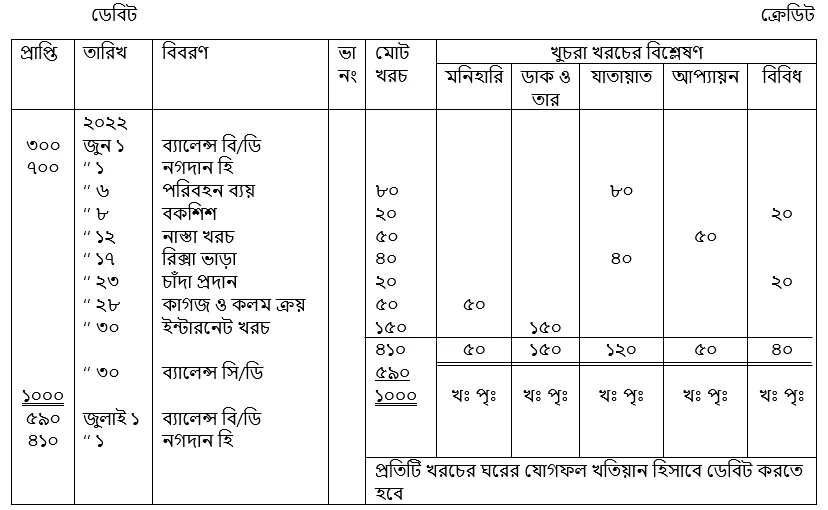 ডেবিট ক্রেডিট
প্রাপ্তি তারিখ বিবরণ ভা নং মোট খরচ খুচরা খরচের বিশ্লেষণ
মনিহারি ডাক ও তার যাতায়াত আপ্যায়ন বিবিধ
২০২২
৩০০ জুন ১ ব্যালেন্স বি/ডি
৭০০ " ১ নগদান হি
" ৬ পরিবহন ব্যয় ৮০ ৮০
" ৮ বকশিশ ২০ ২০
" ১২ নাস্তা খরচ ৫০ ৫০
" ১৭ রিক্সা ভাড়া ৪০ ৪০
" ২৩ চাঁদা প্রদান ২০ ২০
" ২৮ কাগজ ও কলম ক্রয় ৫০ ৫০
" ৩০ ইন্টারনেট খরচ ১৫০ ১৫০
৪১০ ৫০ ১৫০ ১২০ ৫০ ৪০
" ৩০ ব্যালেন্স সি/ডি ৫৯০
১০০০ ১০০০ খঃ পৃঃ খঃ পৃঃ খঃ পৃঃ খঃ পৃঃ খঃ পৃঃ
৫৯০ জুলাই ১ ব্যালেন্স বি/ডি
৪১০ " ১ নগদান হি
প্রতিটি খরচের ঘরের যোগফল খতিয়ান হিসাবে ডেবিট করতে
হবে